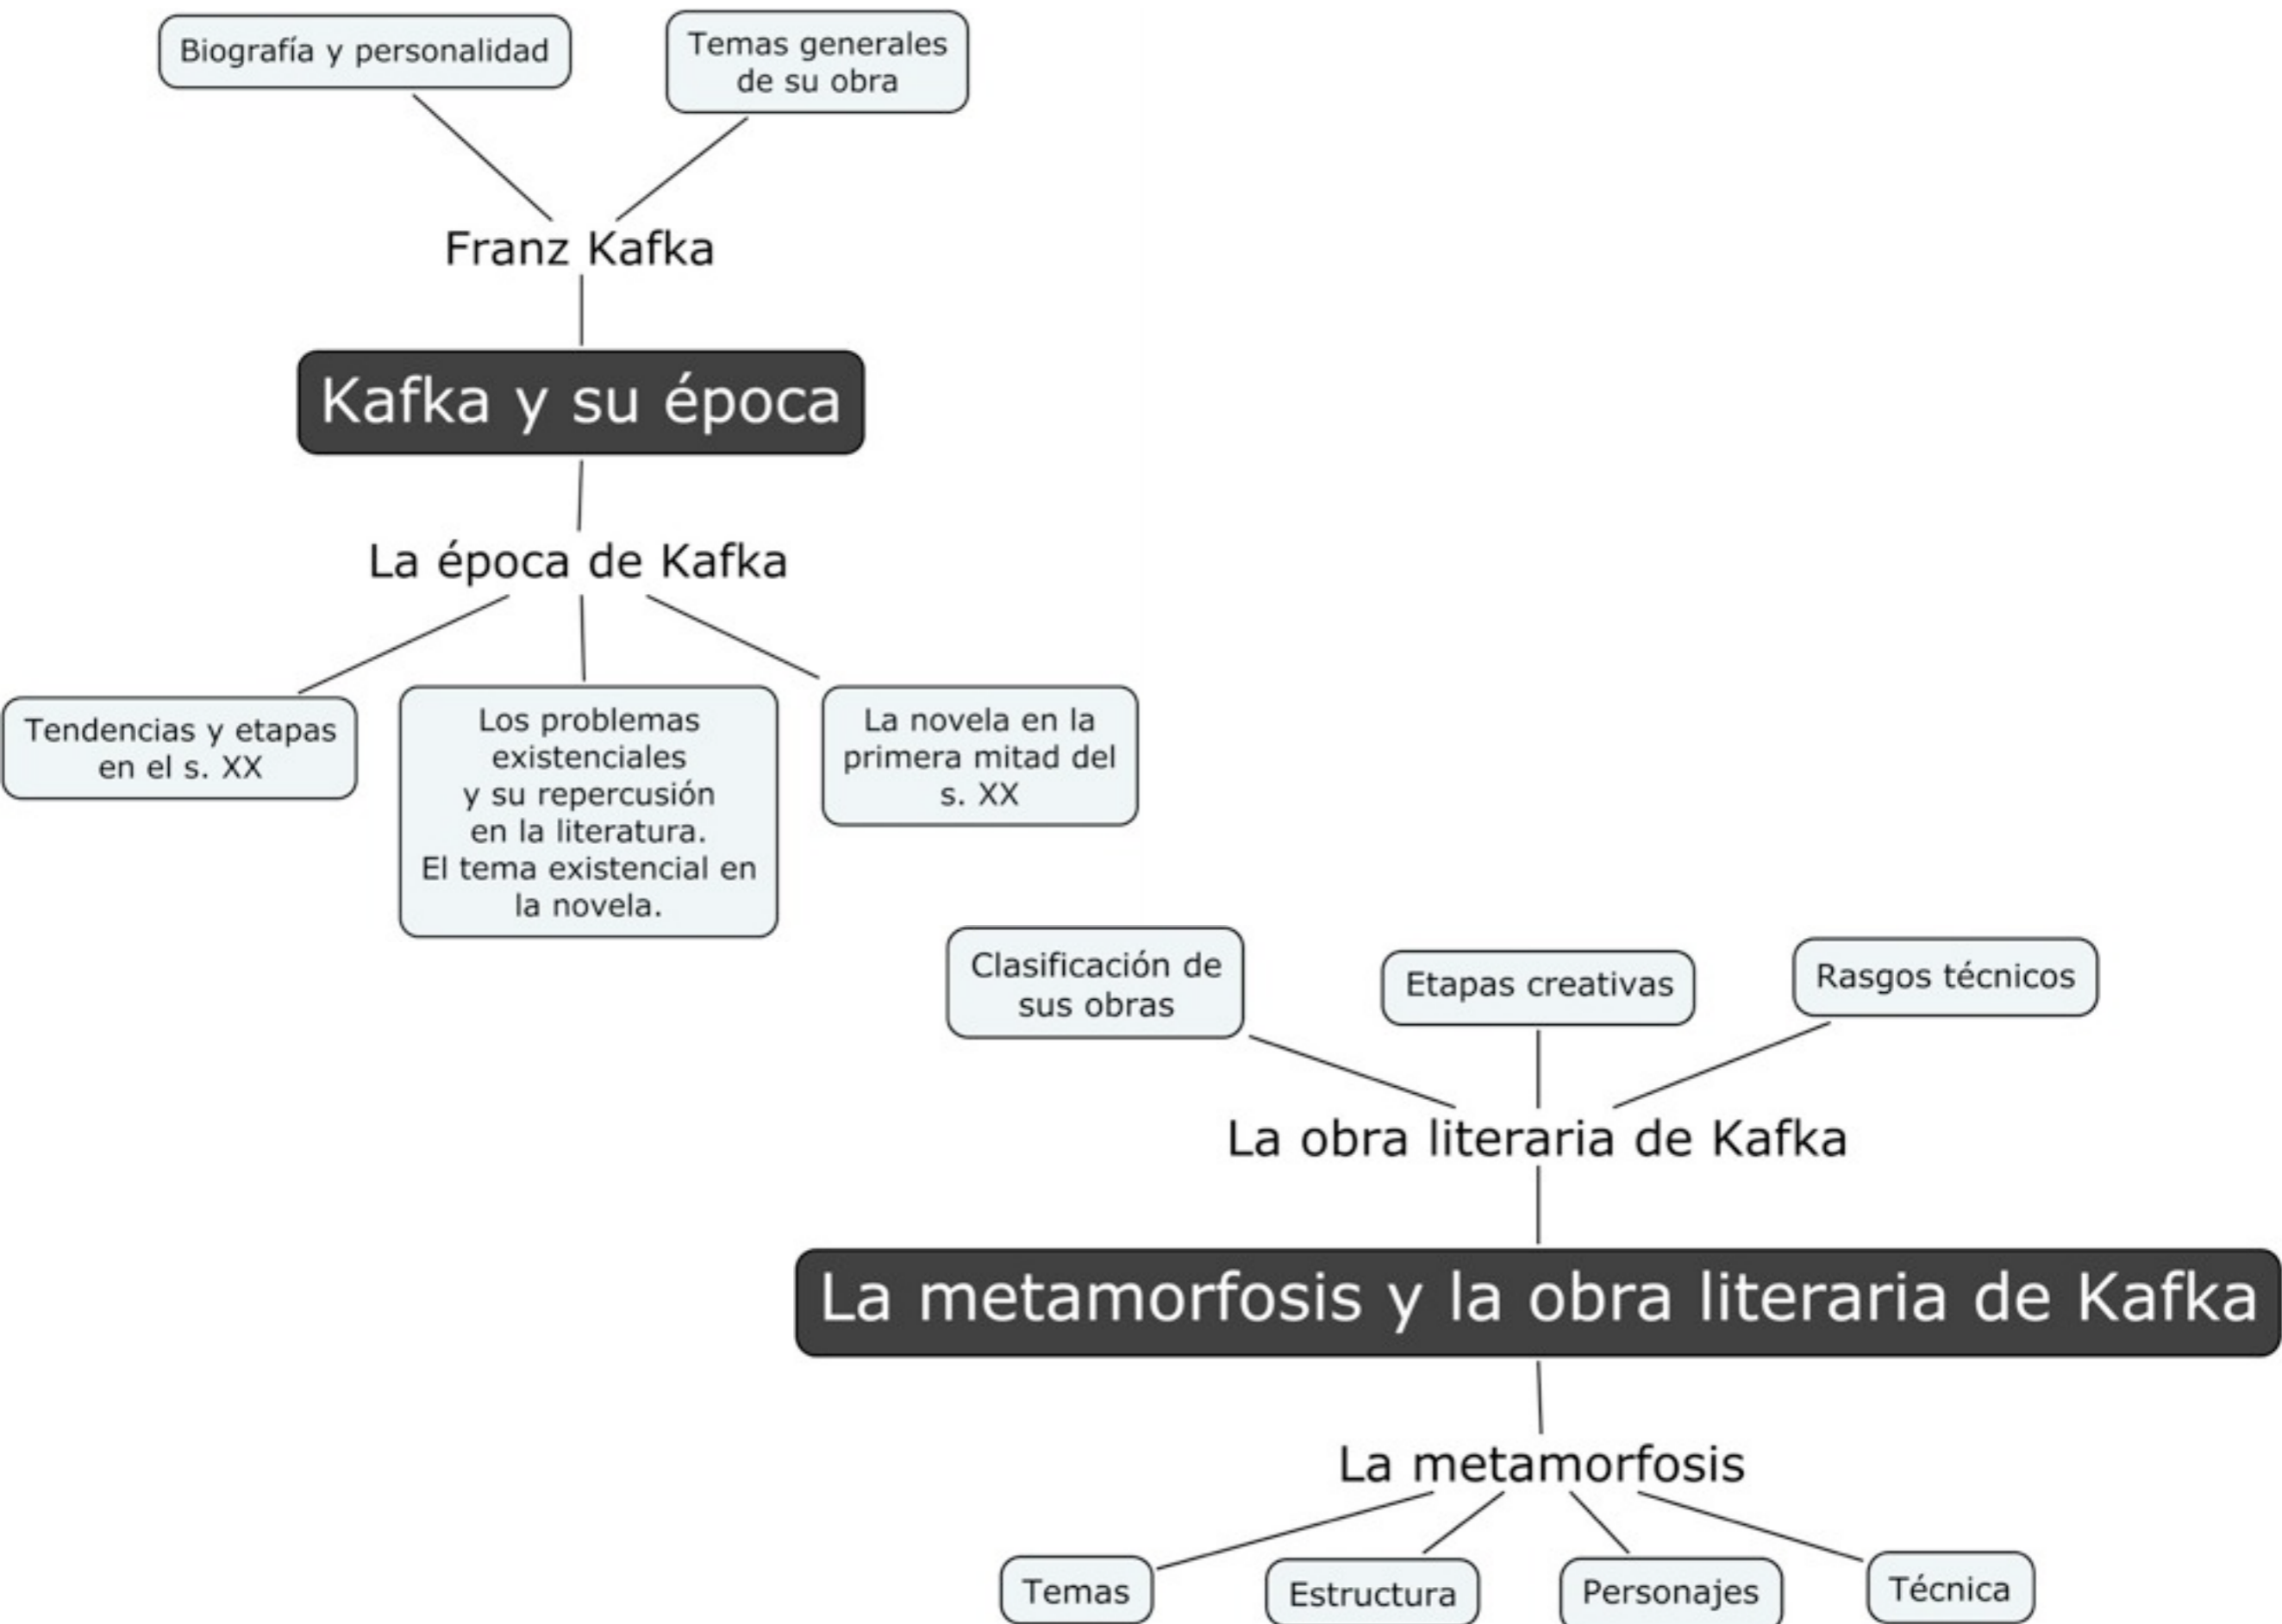 Biografía y personalidad
Temas generales
de su obra
Franz Kafka
Kafka y su época
La época de Kafka
Tendencias y etapas
en el s. XX
Los problemas
existenciales
y su repercusión
en la literatura.
El tema existencial en
la novela.
La novela en la
primera mitad del
s. XX
Clasificación de
sus obras
Etapas creativas
Rasgos técnicos
La obra literaria de Kafka
La metamorfosis y la obra literaria de Kafka
La metamorfosis
Temas
Estructura
Personajes
Técnica